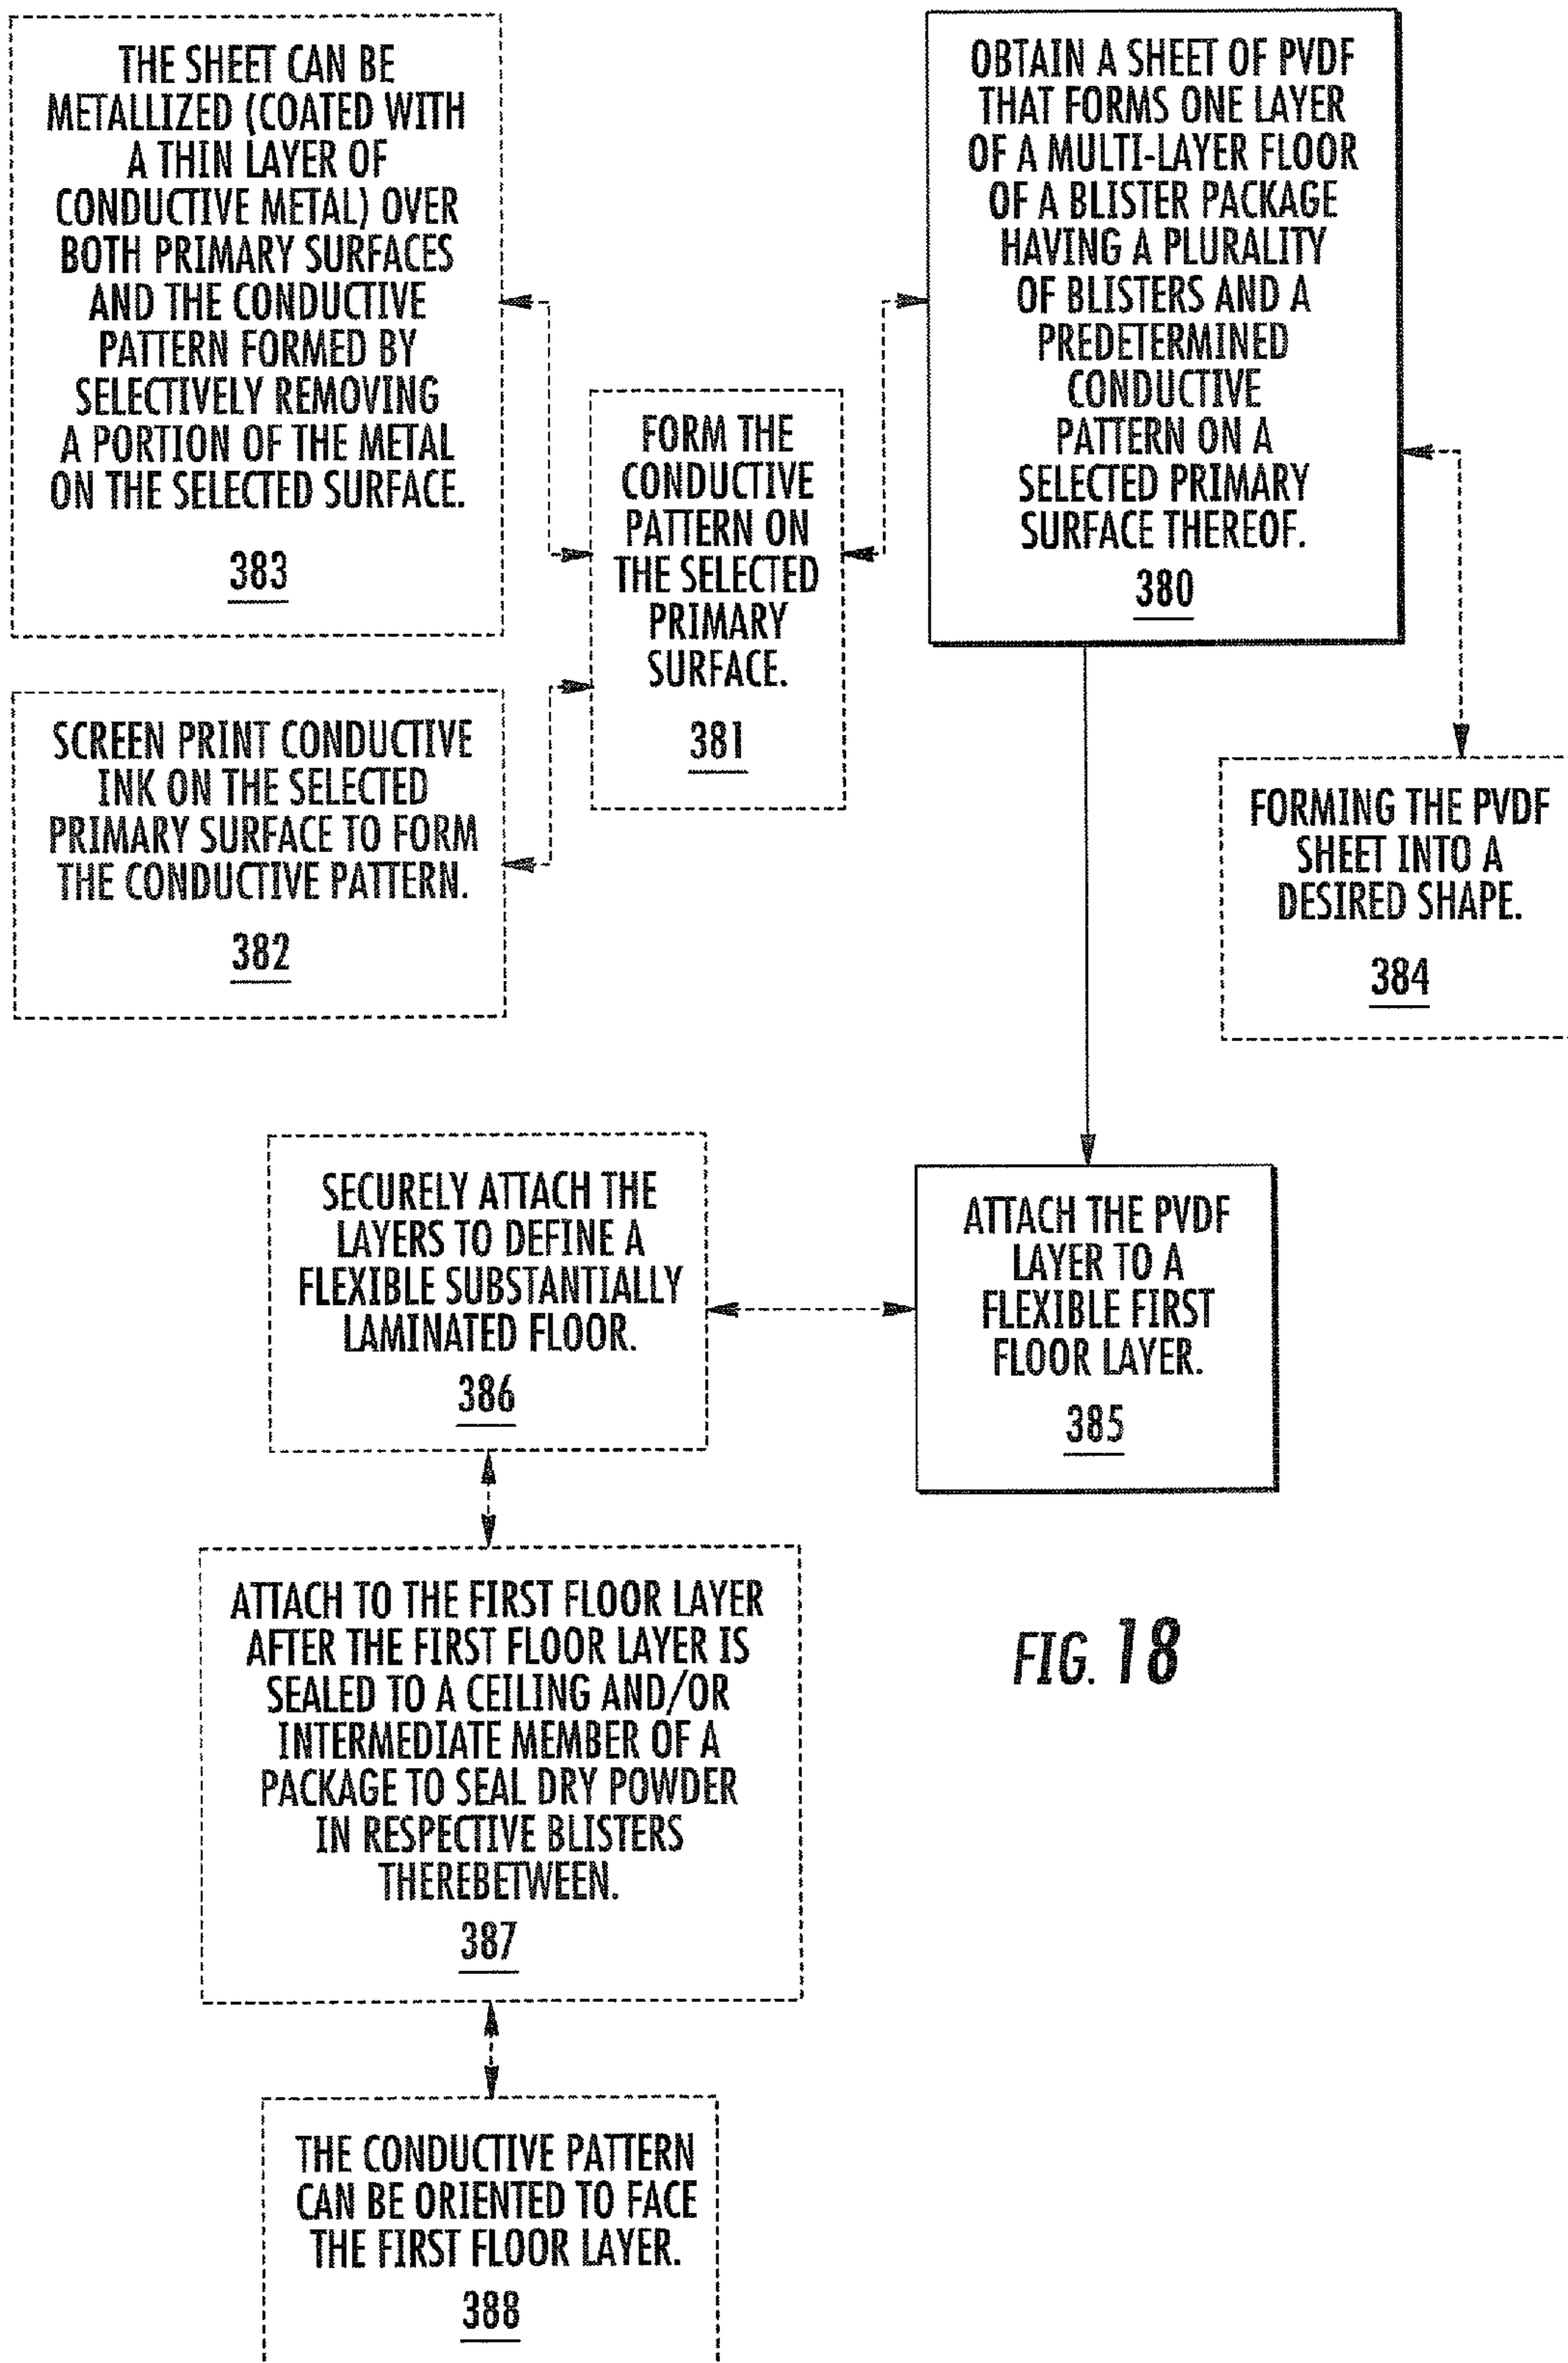 THE SHEET CAN BE
METALLIZED (COATED WITH
A THIN LAYER OF
CONDUCTIVE METAL) OVER
BOTH PRIMARY SURFACES
AND THE CONDUCTIVE
PATTERN FORMED BY
SELECTIVELY REMOVING
A PORTION OF THE METAL
ON THE SELECTED SURFACE.
383
SCREEN PRINT CONDUCTIVE
INK ON THE SELECTED
PRIMARY SURFACE TO FORM
THE CONDUCTIVE PATTERN.
382
FORM THE
CONDUCTIVE
PATTERN ON
THE SELECTED
PRIMARY
SURFACE.
381
OBTAIN A SHEET OF PVDF
THAT FORMS ONE LAYER
OF A MULTI-LAYER FLOOR
OF A BLISTER PACKAGE
HAVING A PLURALITY
OF BLISTERS AND A
PREDETERMINED
CONDUCTIVE
PATTERN ON A
SELECTED PRIMARY
SURFACE THEREOF.
380
FORMING THE PVDF
SHEET INTO A
DESIRED SHAPE.
384
ATTACH THE PVDF
LAYER TO A
FLEXIBLE FIRST
FLOOR LAYER.
385
SECURELY ATTACH THE
LAYERS TO DEFINE A
FLEXIBLE SUBSTANTIALLY
LAMINATED FLOOR.
386
ATTACH TO THE FIRST FLOOR LAYER
AFTER THE FIRST FLOOR LAYER IS
SEALED TO A CEILING AND/OR
INTERMEDIATE MEMBER OF A
PACKAGE TO SEAL DRY POWDER
IN RESPECTIVE BLISTERS
THEREBETWEEN.
387
THE CONDUCTIVE PATTERN
CAN BE ORIENTED TO FACE
THE FIRST FLOOR LAYER.
388
FIG. 18